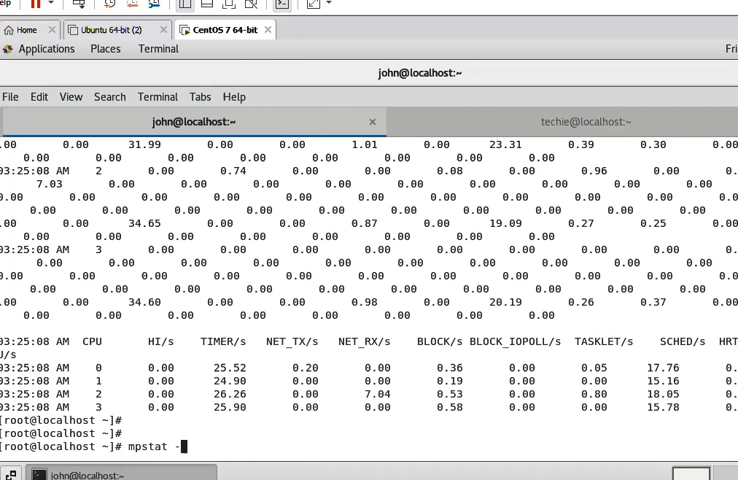 elp
Home Ubuntu 64-bit (2) CentOS 7 64-bit
Applications Places Terminal Fri
john@localhost:~
File Edit View Search Terminal Tabs Help
john@localhost:~ techie@localhost:~
.00 0.00 31.99 0.00 0.00 1.01 0.00 23.31 0.39 0.30 0.00
0.00 0.00 0.00 0.00 0.00 0.00 0.00
03:25:08 AM 2 0.00 0.74 0.00 0.00 0.08 0.00 0.96 0.
7.03 0.00 0.00 0.00 0.00 0.00 0.00 0.00 0.00
0.00 0.00 0.00 0.00 0.00 0.00 0.00 0.00 0.00 0.00
0.00 0.00 0.00 0.00 0.00 0.00 0.00 0.00 0.00
.00 0.00 34.65 0.00 0.00 0.87 0.00 19.09 0.27 0.25 0.00
0.00 0.00 0.00 0.00 0.00 0.00 0.00
03:25:08 AM 3 0.00 0.00 0.00 0.00 0.00 0.00 0.00 0.
0.00 0.00 0.00 0.00 0.00 0.00 0.00 0.00 0.00
0.00 0.00 0.00 0.00 0.00 0.00 0.00 0.00 0.00 0.00
0.00 0.00 0.00 0.00 0.00 0.00 0.00 0.00 0.00
.00 0.00 34.60 0.00 0.00 0.98 0.00 20.19 0.26 0.37 0.00
0.00 0.00 0.00 0.00 0.00 0.00 0.00
03:25:08 AM CPU HI/s TIMER/s NET_TX/s NET_RX/s BLOCK/s BLOCK_IOPOLL/s TASKLET/s SCHED/s HRT
U/s
03:25:08 AM 0 0.00 25.52 0.20 0.00 0.36 0.00 0.05 17.76 0.
03:25:08 AM 1 0.00 24.90 0.00 0.00 0.19 0.00 0.00 15.16 0.
03:25:08 AM 2 0.00 26.26 0.00 7.04 0.53 0.00 0.80 18.05 0.
03:25:08 AM 3 0.00 25.90 0.00 0.00 0.58 0.00 0.00 15.78 0.
[root@localhost ~]#
[root@localhost ~]#
[root@localhost ~]# mpstat -
john@localhost:~